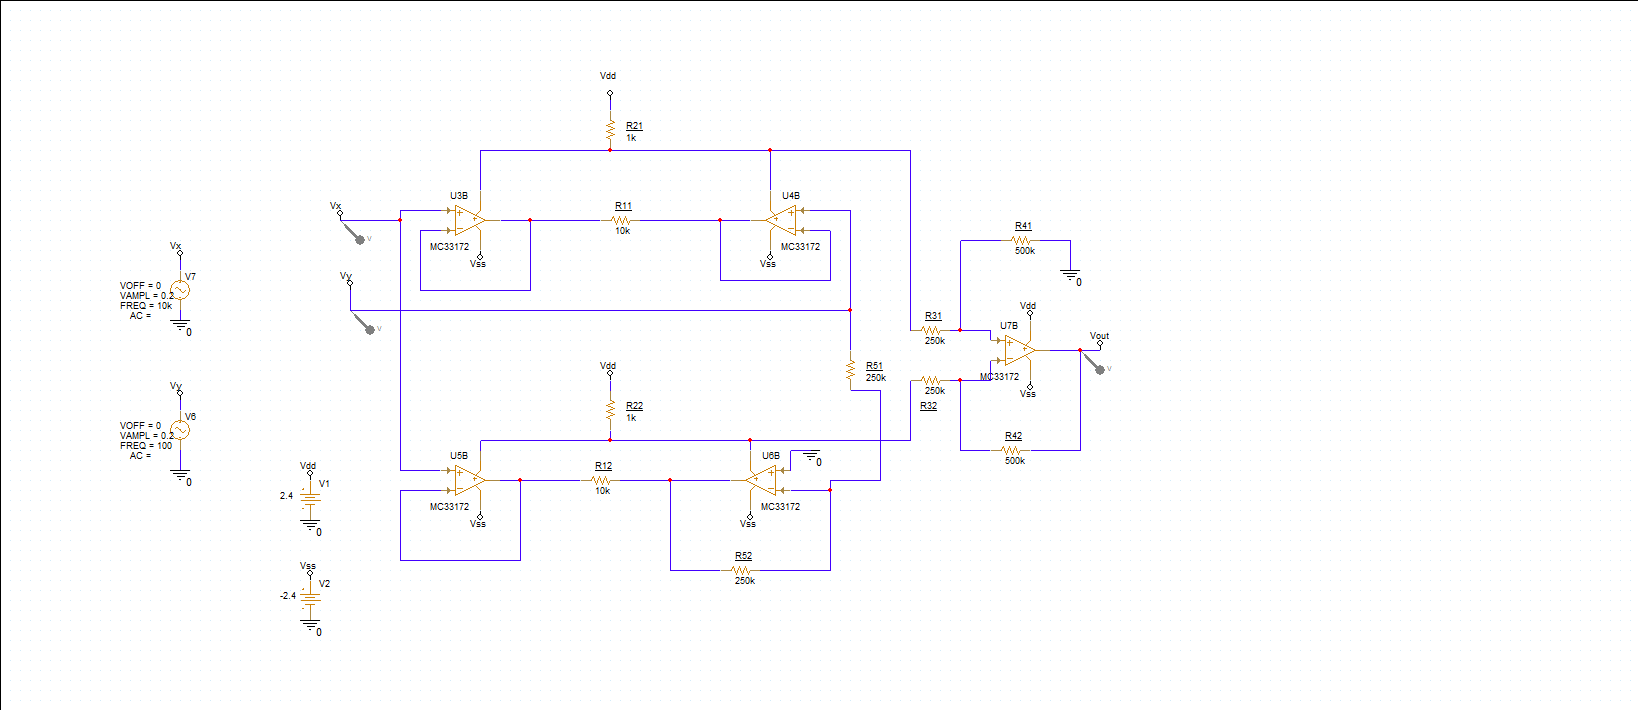 Vdd
R21
1k
U3B
U4B
R11
10k
MC33172
MC33172
Vss
Vss
Vx
V
Vy
V
Vx
V7
VOFF = 0
VAMPL = 0.2
FREQ = 10k
AC =
0
R41
500k
0
Vdd
R31
250k
U7B
Vout
V
MC33172
Vss
250k
R32
R42
500k
R51
250k
Vdd
R22
1k
U5B
U6B
0
R12
10k
MC33172
MC33172
Vss
Vss
R52
250k
Vy
V6
VOFF = 0
VAMPL = 0.2
FREQ = 100
AC =
0
Vdd
V1
2.4
0
Vss
V2
-2.4
0